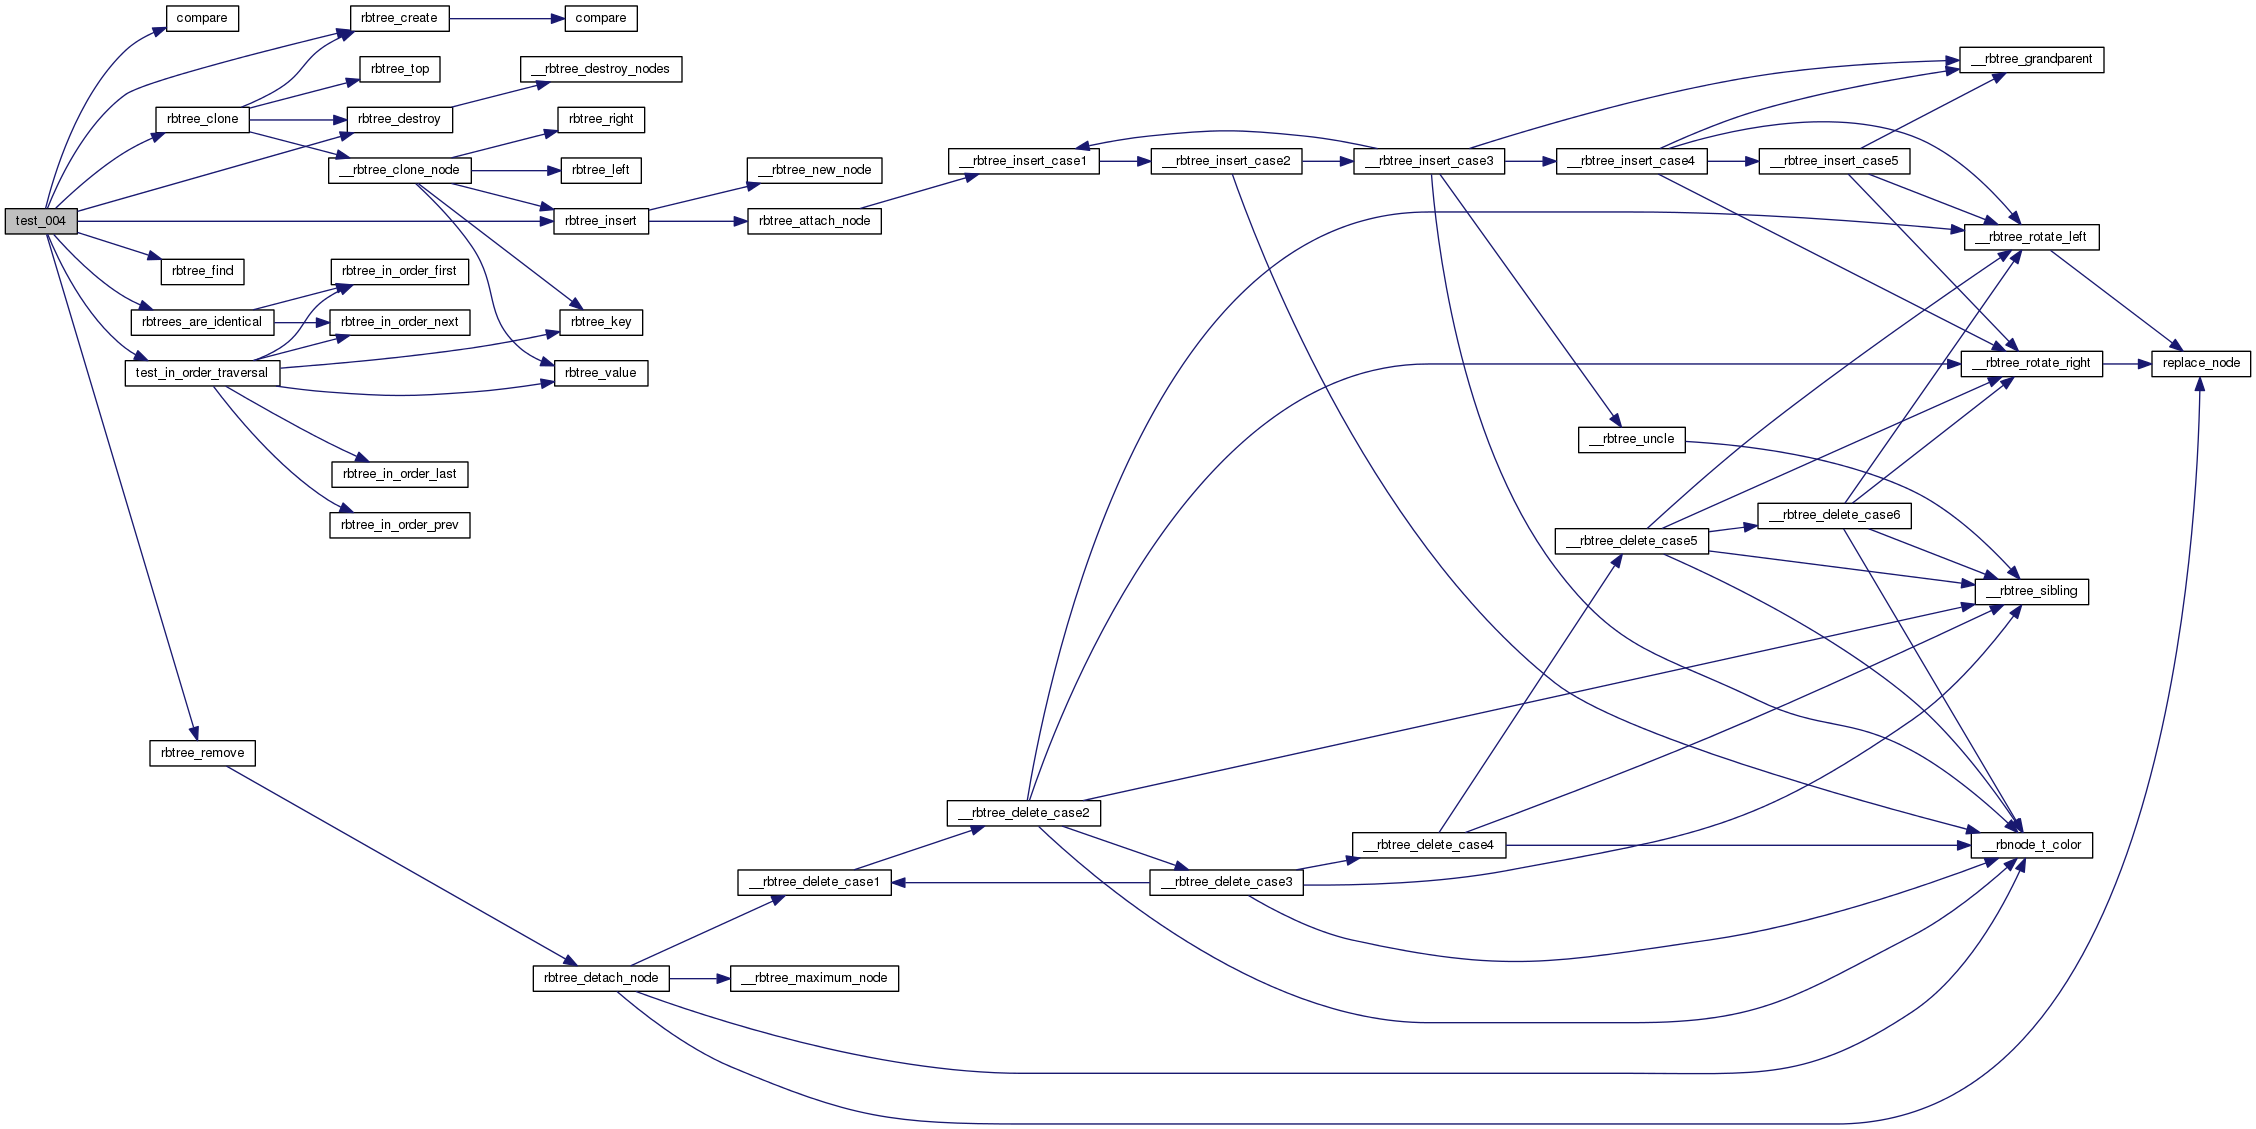 compare
rbtree_create
compare
rbtree_top
__rbtree_destroy_nodes
rbtree_clone
rbtree_destroy
rbtree_right
__rbtree_clone_node
rbtree_left
__rbtree_new_node
test_004
rbtree_insert
rbtree_attach_node
rbtree_find
rbtree_in_order_first
rbtrees_are_identical
rbtree_in_order_next
rbtree_key
test_in_order_traversal
rbtree_value
rbtree_in_order_last
rbtree_in_order_prev
__rbtree_grandparent
__rbtree_insert_case1
__rbtree_insert_case2
__rbtree_insert_case3
__rbtree_insert_case4
__rbtree_insert_case5
__rbtree_rotate_left
__rbtree_rotate_right
replace_node
__rbtree_uncle
__rbtree_delete_case6
__rbtree_delete_case5
__rbtree_sibling
rbtree_remove
__rbtree_delete_case2
__rbtree_delete_case4
__rbnode_t_color
__rbtree_delete_case1
__rbtree_delete_case3
rbtree_detach_node
__rbtree_maximum_node